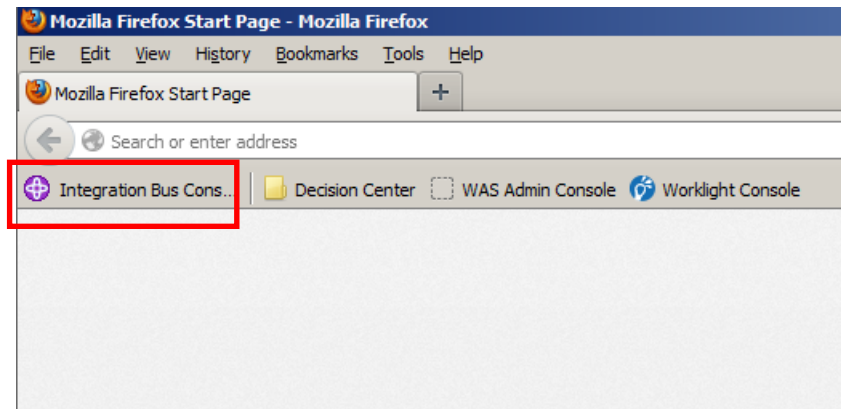 Mozilla Firefox Start Page - Mozilla Firefox
File Edit View History Bookmarks Tools Help
Mozilla Firefox Start Page +
Search or enter address
Integration Bus Cons... Decision Center WAS Admin Console Worklight Console